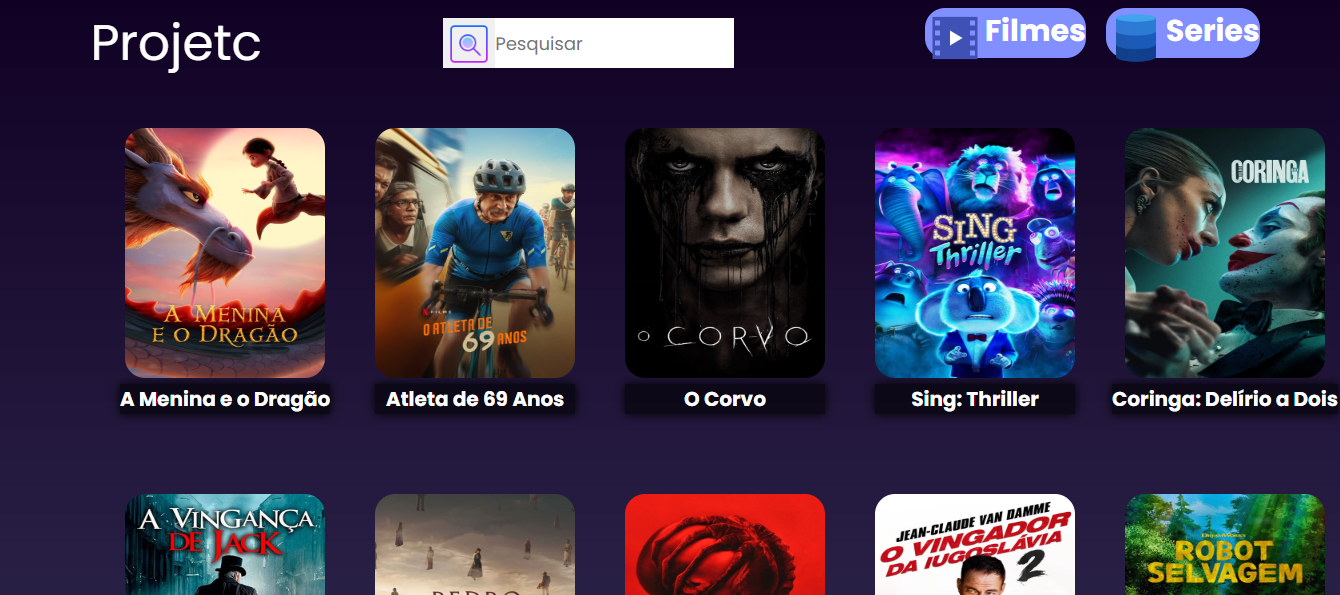 Projetc
Pesquisar
Filmes
Series
A MENINA
E O DRAGÃO
N FILMS
O ATLETA DE
69 ANOS
O CORVO
SING
Thriller
CORINGA
A Menina e o Dragão
Atleta de 69 Anos
O Corvo
Sing: Thriller
Coringa: Delírio a Dois
A VINGANÇA
DE JACK
PEDRO
JEAN-CLAUDE VAN DAMME
O VINGADOR
DA IUGOSLÁVIA
2
ROBÔ
SELVAGEM